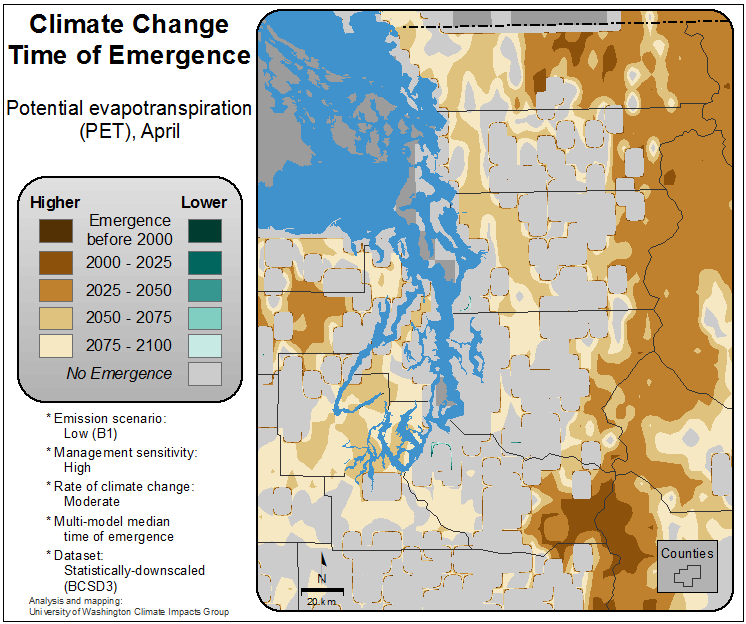 Climate Change
Time of Emergence
Potential evapotranspiration
(PET), April
Higher Lower
Emergence
before 2000
2000 - 2025
2025 - 2050
2050 - 2075
2075 - 2100
No Emergence
* Emission scenario:
Low (B1)
* Management sensitivity:
High
* Rate of climate change:
Moderate
* Multi-model median
time of emergence
* Dataset:
Statistically-downscaled
(BCSD3)
Analysis and mapping:
University of Washington Climate Impacts Group
N
20 km
Counties